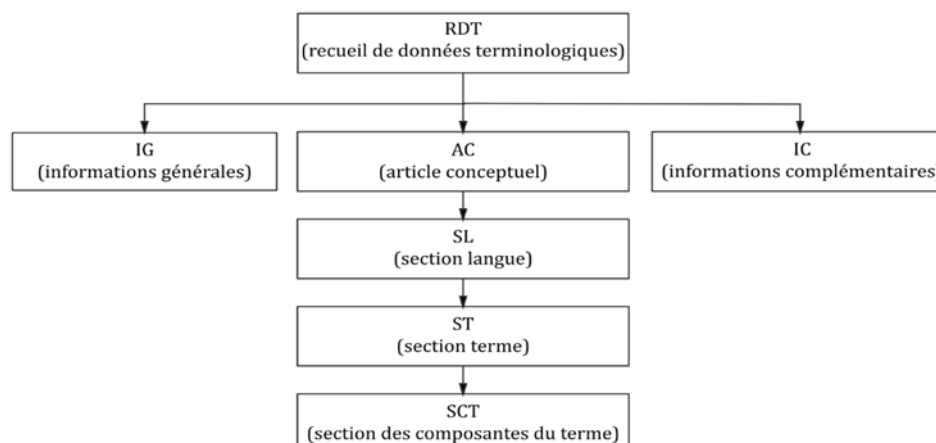 RDT
(recueil de données terminologiques)
IG
(informations générales)
AC
(article conceptuel)
IC
(informations complémentaires)
SL
(section langue)
ST
(section terme)
SCT
(section des composantes du terme)